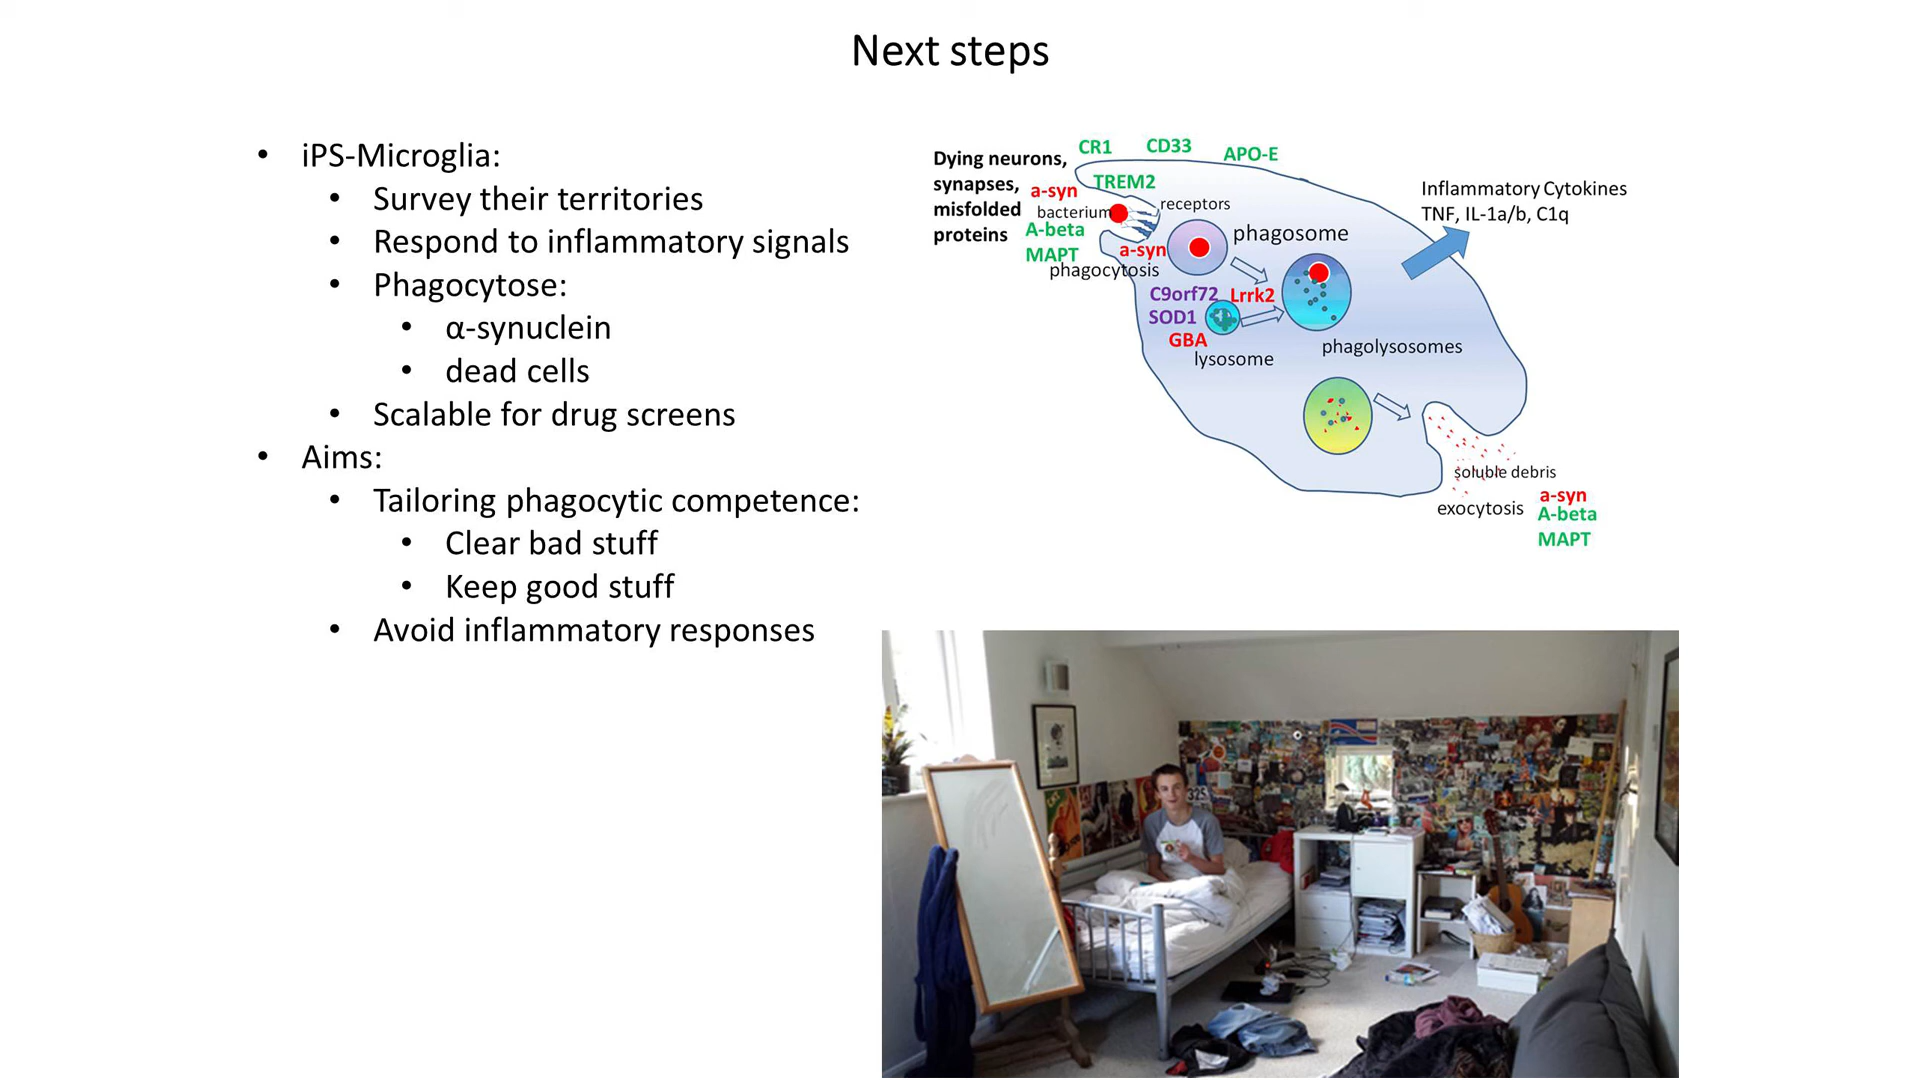 Next steps
• iPS-Microglia:
• Survey their territories
• Respond to inflammatory signals
• Phagocytose:
• α-synuclein
• dead cells
• Scalable for drug screens
• Aims:
• Tailoring phagocytic competence:
• Clear bad stuff
• Keep good stuff
• Avoid inflammatory responses
CR1
CD33
APO-E
Dying neurons,
synapses,
misfolded
proteins
a-syn
TREM2
bacterium
receptors
A-beta
MAPT
a-syn
phagocytosis
phagosome
C9orf72
Lrrk2
SOD1
GBA
lysosome
phagolysosomes
Inflammatory Cytokines
TNF, IL-1a/b, C1q
soluble debris
exocytosis
a-syn
A-beta
MAPT
325